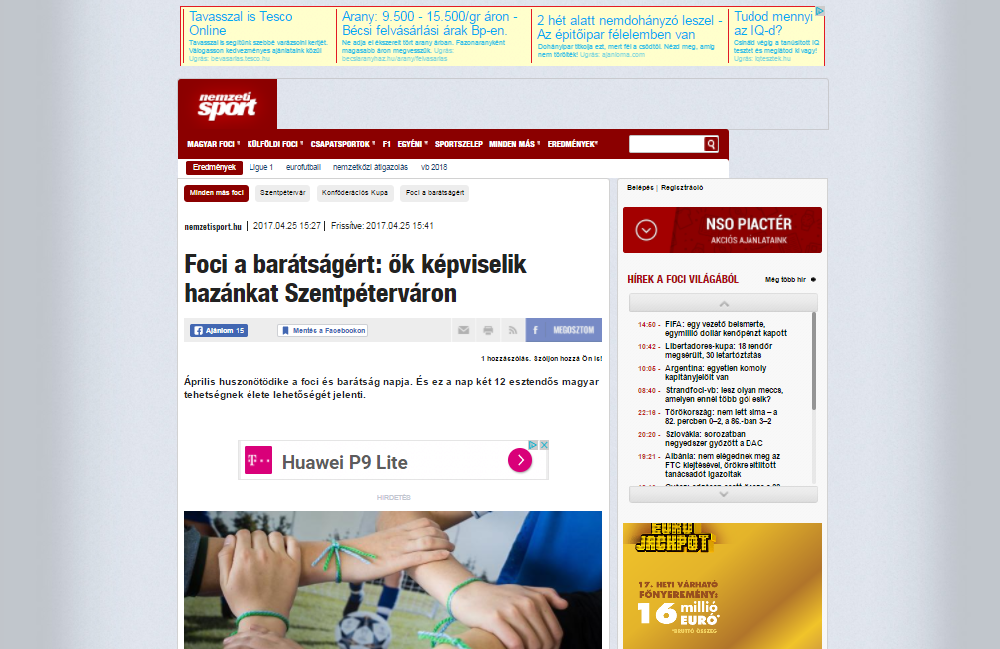 Tavasszal is Tesco Online
Tavasszal is segítünk szebbé varázsolni kertjét.
Válogasson kedvezményes ajánlataink közül
Ugrás: bevasarlas.tesco.hu
Arany: 9.500 - 15.500/gr áron -
Bécsi felvásárlási árak Bp-en.
Ne adja el ékszereit tört arany árban. Fazonaranyként
magasabb áron megvesszük. Ugrás:
becsiaranyhaz.hu/arany/felvasarlas
2 hét alatt nemdohányzó leszel -
Az építőipar félelemben van
Dohányipar titkolja ezt, mert fél a csődtől. Nézd meg, amíg
nem törölték! Ugrás: ajanloma.com
Tudod mennyi
az IQ-d?
Csináld végig a tanúsított IQ
tesztet és meglátod ki vagy!
Ugrás: iqtesztek.hu
nemzeti
sport
MAGYAR FOCI KÜLFÖLDI FOCI CSAPATSPORTOK F1 EGYÉNI SPORTSZELEP MINDEN MÁS EREDMÉNYEK
Eredmények Ligue 1 eurofutball nemzetközi átigazolás vb 2018
Minden más foci Szentpétervár Konföderációs Kupa Foci a barátságért
Belépés | Regisztráció
nemzetisport.hu | 2017.04.25 15:27 | Frissítve: 2017.04.25 15:41
Foci a barátságért: ők képviselik
hazánkat Szentpéterváron
Ajánlom 15 Mentés a Facebookon f MEGOSZTOM
1 hozzászólás. Szóljon hozzá Ön is!
Április huszonötödike a foci és barátság napja. És ez a nap két 12 esztendős magyar
tehetségnek élete lehetőségét jelenti.
T
Huawei P9 Lite
HIRDETÉS
NSO PIACTÉR
AKCIÓS AJÁNLATAINK
HÍREK A FOCI VILÁGÁBÓL Még több hír
14:50 - FIFA: egy vezető beismerte,
egymillió dollár kenőpénzt kapott
10:42 - Libertadores-kupa: 18 rendőr
megsérült, 30 letartóztatás
10:05 - Argentína: egyetlen komoly
kapitányjelölt van
08:40 - Strandfoci-vb: lesz olyan meccs,
amelyen ennél több gól esik?
22:16 - Törökország: nem lett sima – a
82. percben 0–2, a 86.-ban 3–2
20:20 - Szlovákia: sorozatban
negyedszer győzött a DAC
19:21 - Albánia: nem elégednek meg az
FTC kiejtésével, örökre eltiltott
tanácsadót igazoltak
EURO
JACKPOT
17. HETI VÁRHATÓ
FŐNYEREMÉNY:
16 millió
EURÓ*
*BRUTTÓ ÖSSZEG